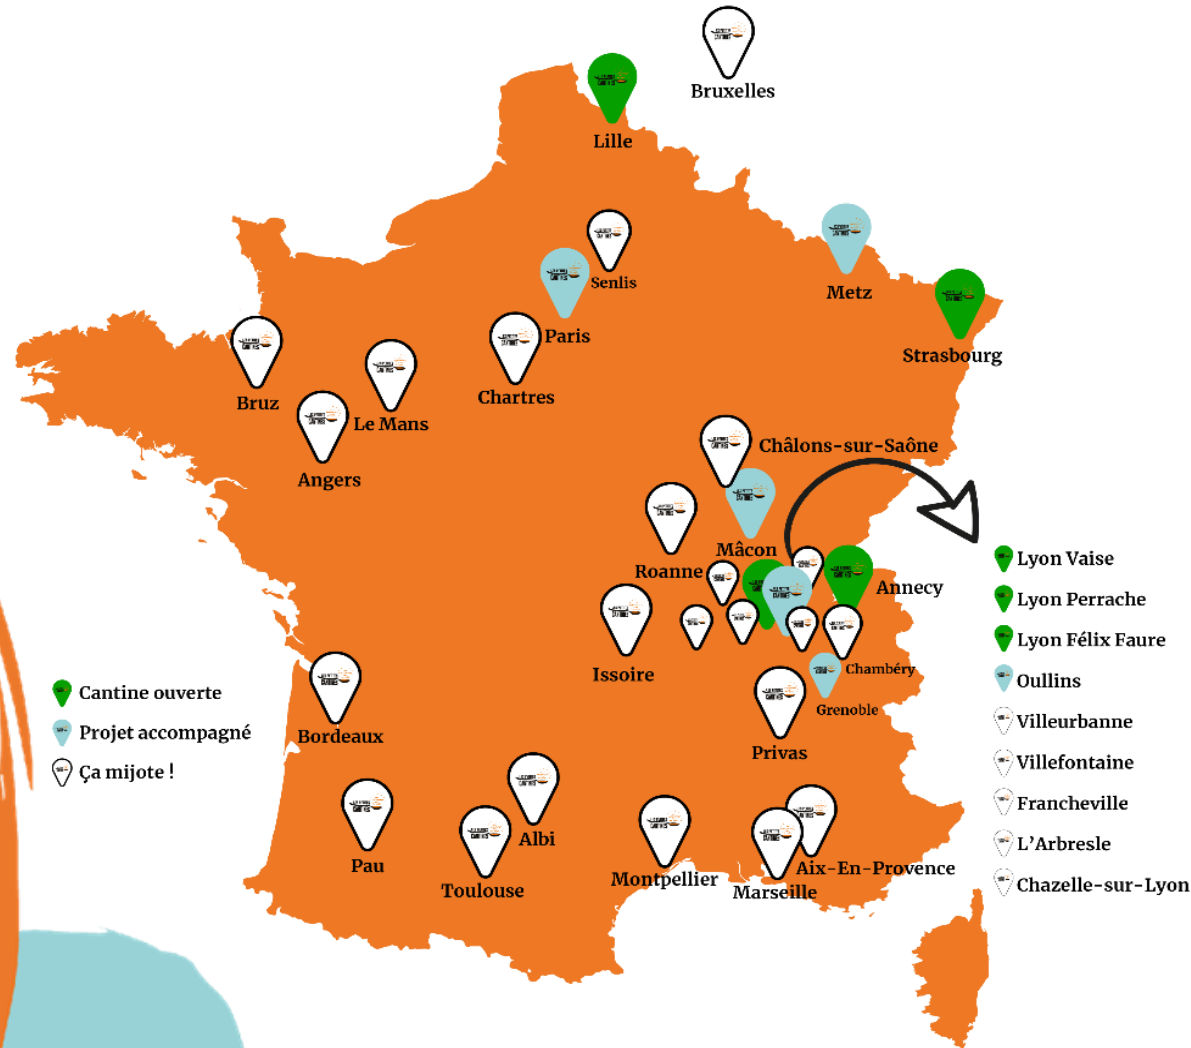 Bruxelles
Lille
Senlis
Metz
Paris
Strasbourg
Chartres
Bruz
Le Mans
Angers
Châlons-sur-Saône
Mâcon
Roanne
Annecy
Issoire
Chambéry
Grenoble
Privas
Bordeaux
Albi
Pau
Toulouse
Montpellier
Aix-En-Provence
Marseille
Cantine ouverte
Projet accompagné
Ça mijote !
Lyon Vaise
Lyon Perrache
Lyon Félix Faure
Oullins
Villeurbanne
Villefontaine
Francheville
L'Arbresle
Chazelle-sur-Lyon